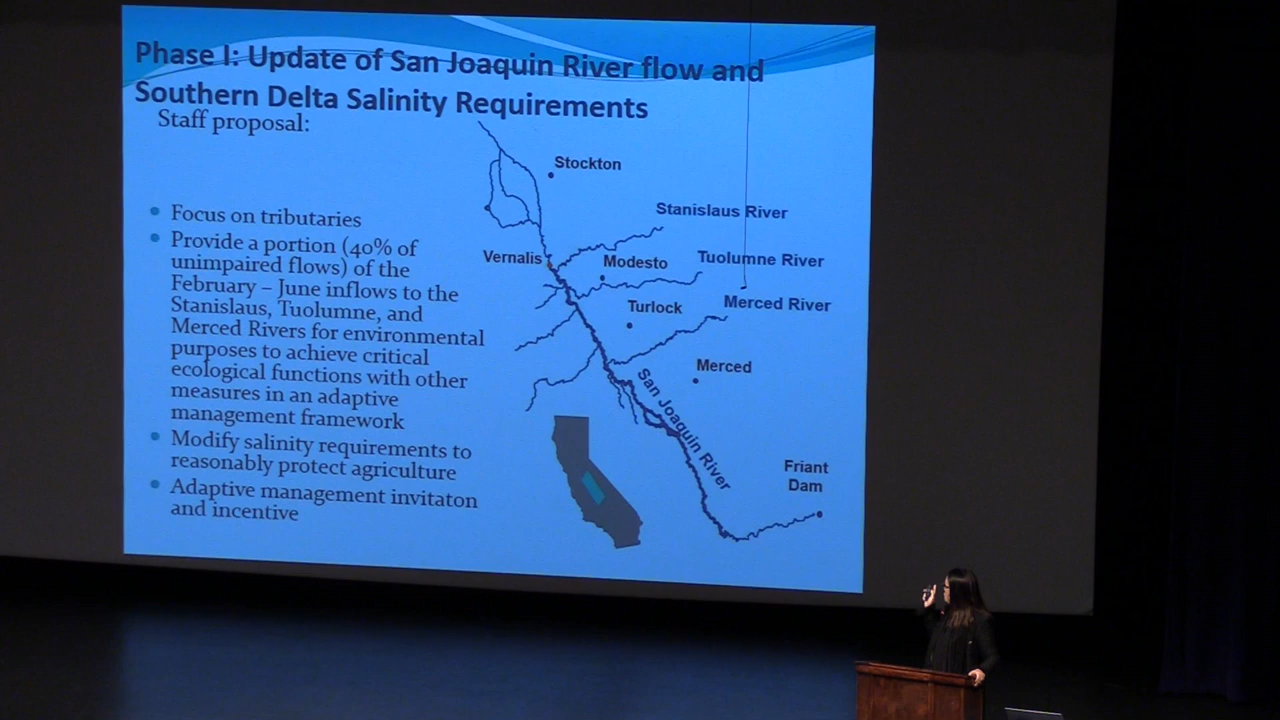 Phase I: Update of San Joaquin River flow and
Southern Delta Salinity Requirements
Staff proposal:
• Focus on tributaries
• Provide a portion (40% of
unimpaired flows) of the
February – June inflows to the
Stanislaus, Tuolumne, and
Merced Rivers for environmental
purposes to achieve critical
ecological functions with other
measures in an adaptive
management framework
• Modify salinity requirements to
reasonably protect agriculture
• Adaptive management invitaton
and incentive
Stockton
Stanislaus River
Vernalis
Modesto
Tuolumne River
Turlock
Merced River
Merced
San Joaquin River
Friant
Dam